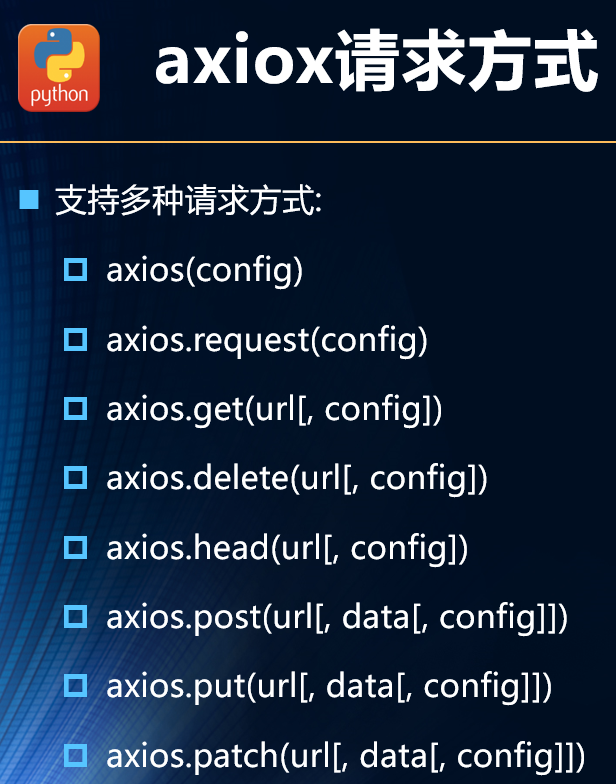 python
axiox请求方式
支持多种请求方式:
axios(config)
axios.request(config)
axios.get(url[, config])
axios.delete(url[, config])
axios.head(url[, config])
axios.post(url[, data[, config]])
axios.put(url[, data[, config]])
axios.patch(url[, data[, config]])